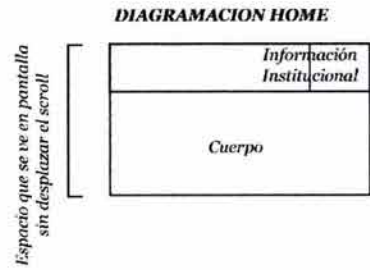 DIAGRAMACION HOME
Información
Institucional
Cuerpo
Espacio que se ve en pantalla
sin desplazar el scroll